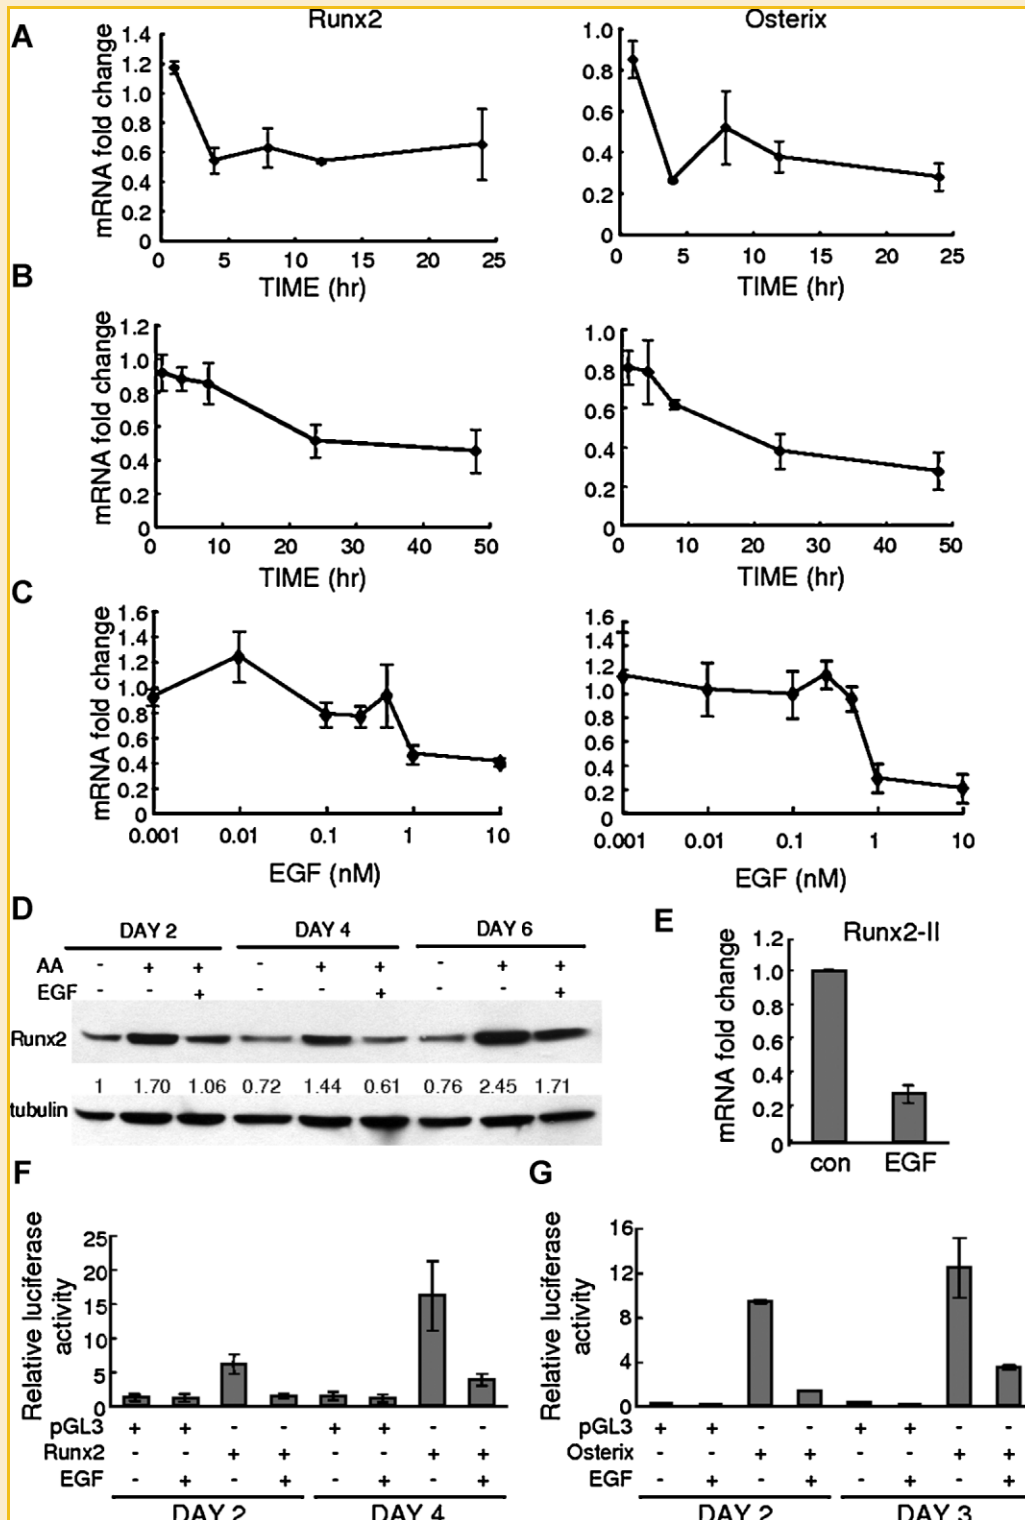 A
Runx2
Osterix
mRNA fold change
1.4
1.2
1.0
0.8
0.6
0.4
0.2
0
0 5 10 15 20 25
TIME (hr)
1.0
0.8
0.6
0.4
0.2
0
0 5 10 15 20 25
TIME (hr)
B
mRNA fold change
1.2
1.0
0.8
0.6
0.4
0.2
0
0 10 20 30 40 50
TIME (hr)
1.0
0.8
0.6
0.4
0.2
0
0 10 20 30 40 50
TIME (hr)
C
mRNA fold change
1.6
1.4
1.2
1.0
0.8
0.6
0.4
0.2
0
0.001 0.01 0.1 1 10
EGF (nM)
1.6
1.4
1.2
1.0
0.8
0.6
0.4
0.2
0
0.001 0.01 0.1 1 10
EGF (nM)
D
DAY 2 DAY 4 DAY 6
AA - + + - + + - + +
EGF - - + - - + - - +
Runx2
1 1.70 1.06 0.72 1.44 0.61 0.76 2.45 1.71
tubulin
E
Runx2-II
mRNA fold change
1.2
1.0
0.8
0.6
0.4
0.2
0
con EGF
F
Relative luciferase
activity
25
20
15
10
5
0
pGL3 + + - - + + - -
Runx2 - - + + - - + +
EGF - + - + - + - +
DAY 2 DAY 4
G
Relative luciferase
activity
16
12
8
4
0
pGL3 + + - - + + - -
Osterix - - + + - - + +
EGF - + - + - + - +
DAY 2 DAY 3